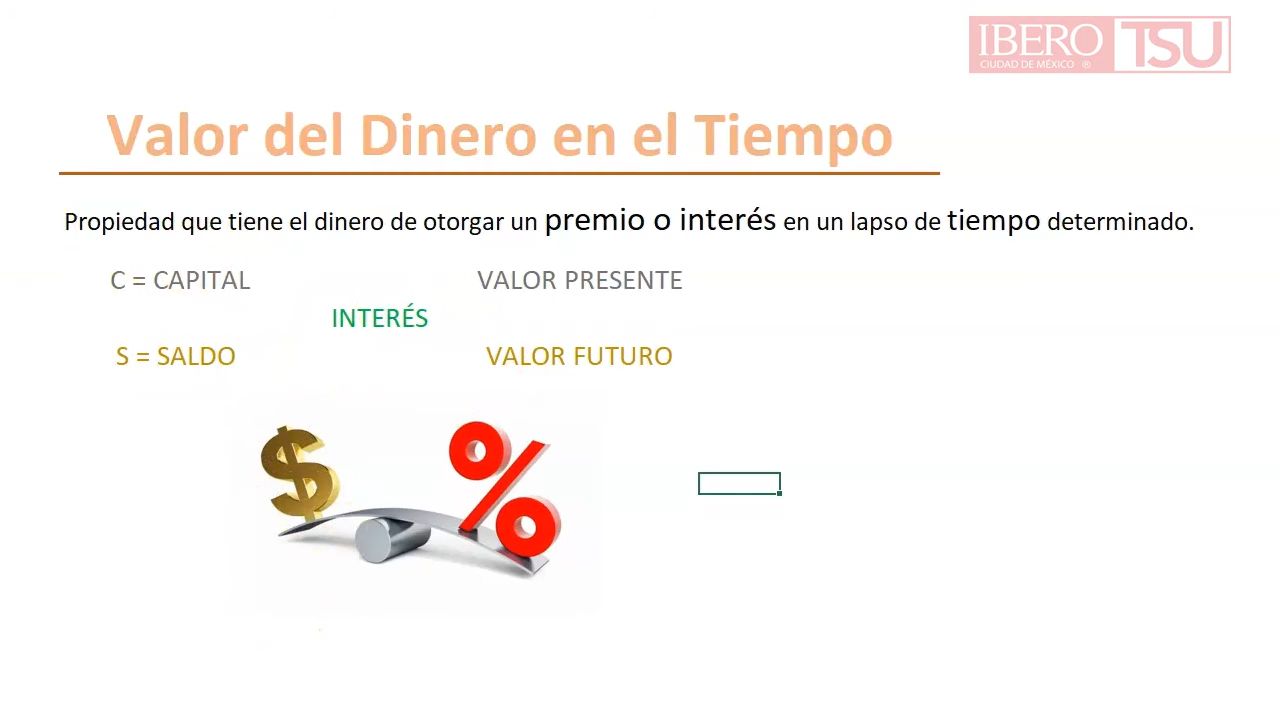 IBERO TSU
CIUDAD DE MÉXICO ®
Valor del Dinero en el Tiempo
Propiedad que tiene el dinero de otorgar un premio o interés en un lapso de tiempo determinado.
C = CAPITAL VALOR PRESENTE
INTERÉS
S = SALDO VALOR FUTURO
$ %